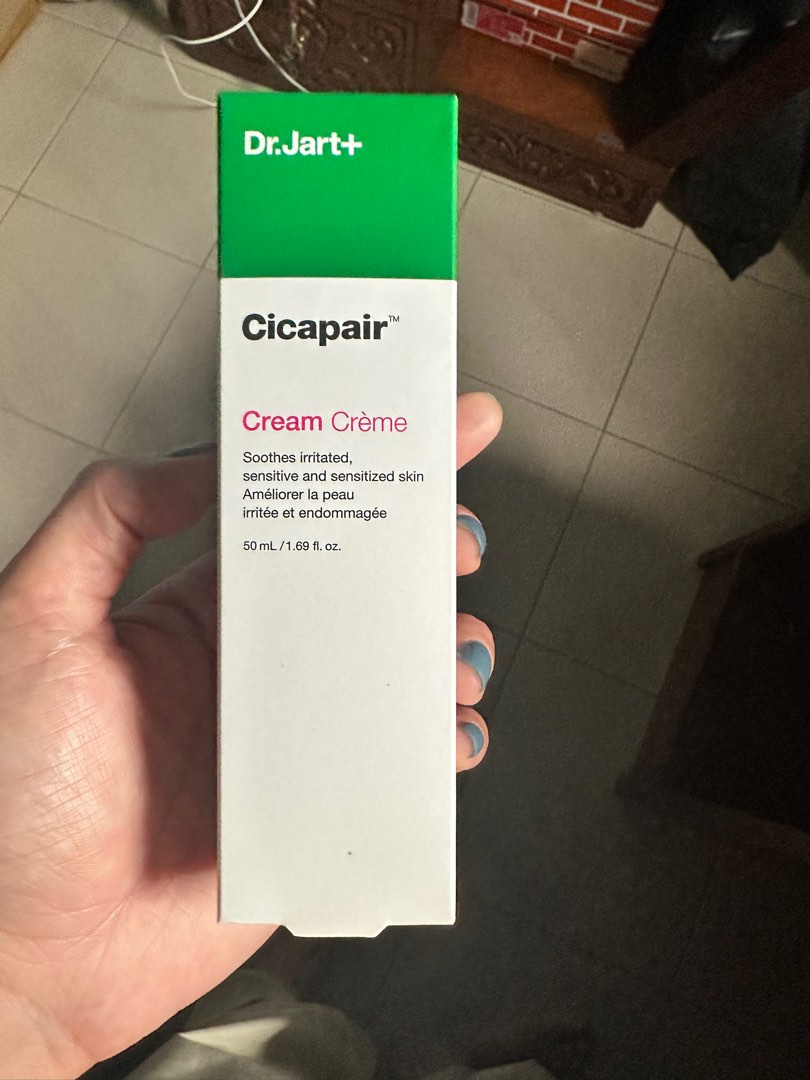 Dr.Jart+
Cicapair™
Cream Crème
Soothes irritated,
sensitive and sensitized skin
Améliorer la peau
irritée et endommagée
50 mL / 1.69 fl. oz.